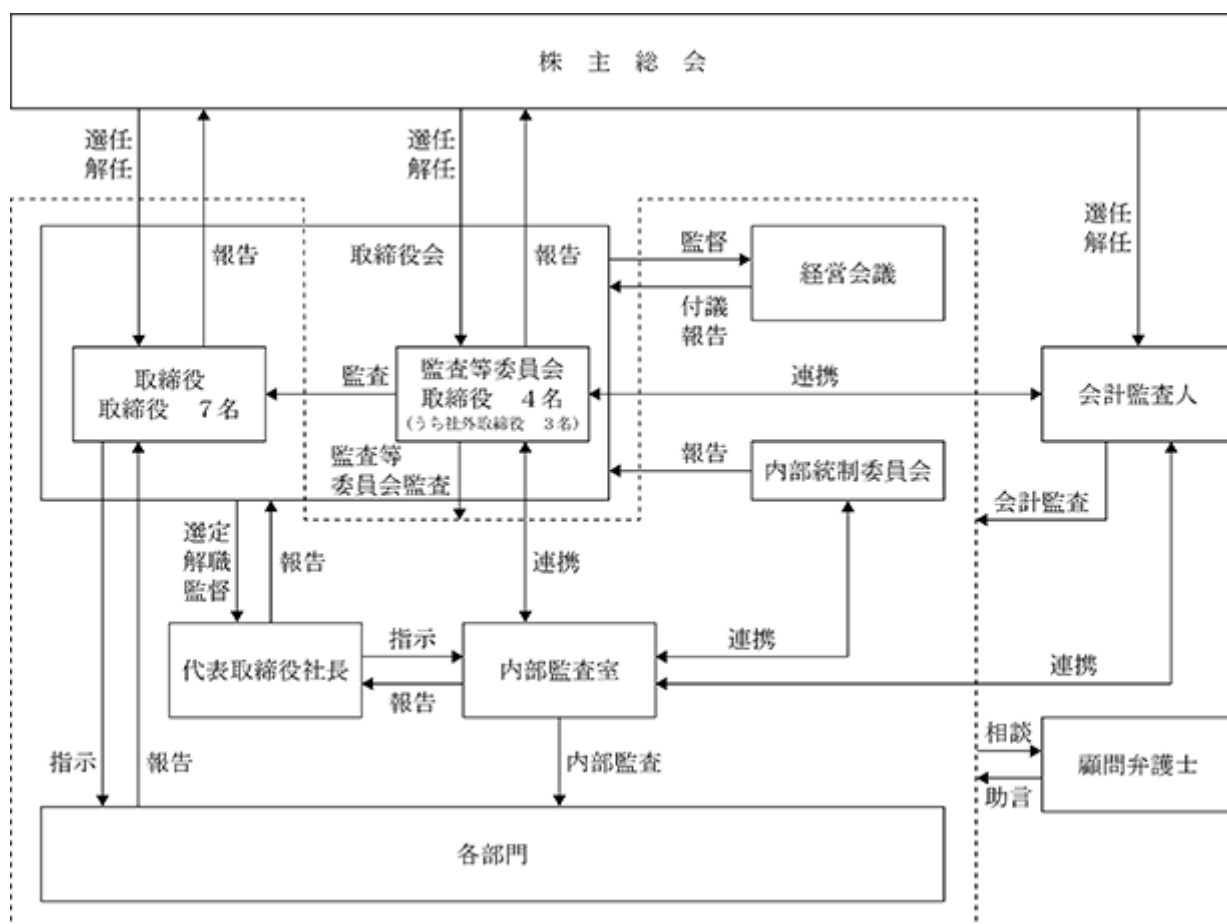 株　主　総　会
選任
解任
選任
解任
選任
解任
報告
取締役会
報告
監督
経営会議
付議
報告
取締役
取締役　７名
監査
監査等委員会
取締役　４名
(うち社外取締役　３名)
連携
会計監査人
監査等
委員会監査
報告
内部統制委員会
会計監査
選定
解職
監督
報告
連携
代表取締役社長
指示
報告
内部監査室
連携
連携
指示
報告
内部監査
相談
助言
顧問弁護士
各部門